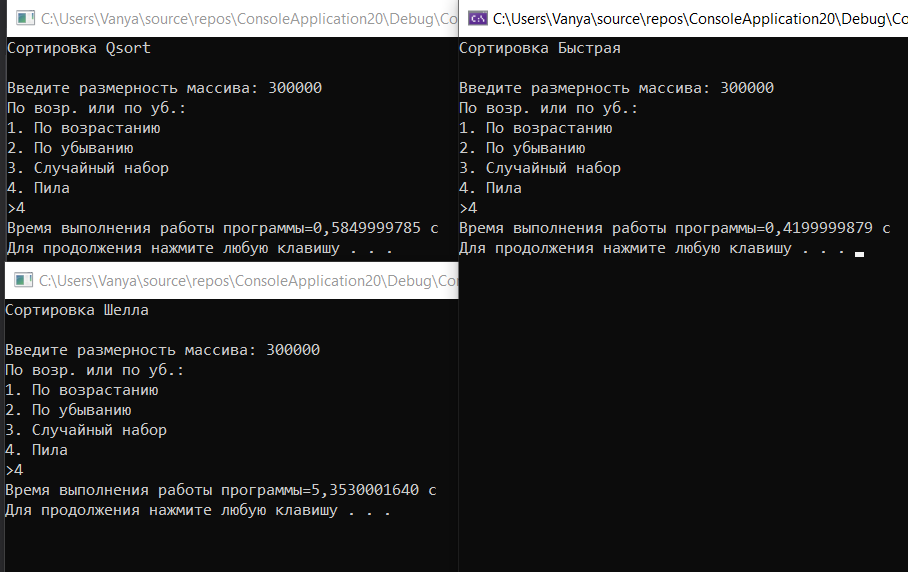 C:\Users\Vanya\source\repos\ConsoleApplication20\Debug\Co
Сортировка Qsort
Введите размерность массива: 300000
По возр. или по уб.:
1. По возрастанию
2. По убыванию
3. Случайный набор
4. Пила
>4
Время выполнения работы программы=0,5849999785 с
Для продолжения нажмите любую клавишу . . .
C:\Users\Vanya\source\repos\ConsoleApplication20\Debug\Co
Сортировка Быстрая
Введите размерность массива: 300000
По возр. или по уб.:
1. По возрастанию
2. По убыванию
3. Случайный набор
4. Пила
>4
Время выполнения работы программы=0,4199999879 с
Для продолжения нажмите любую клавишу . . .
C:\Users\Vanya\source\repos\ConsoleApplication20\Debug\Co
Сортировка Шелла
Введите размерность массива: 300000
По возр. или по уб.:
1. По возрастанию
2. По убыванию
3. Случайный набор
4. Пила
>4
Время выполнения работы программы=5,3530001640 с
Для продолжения нажмите любую клавишу . . .